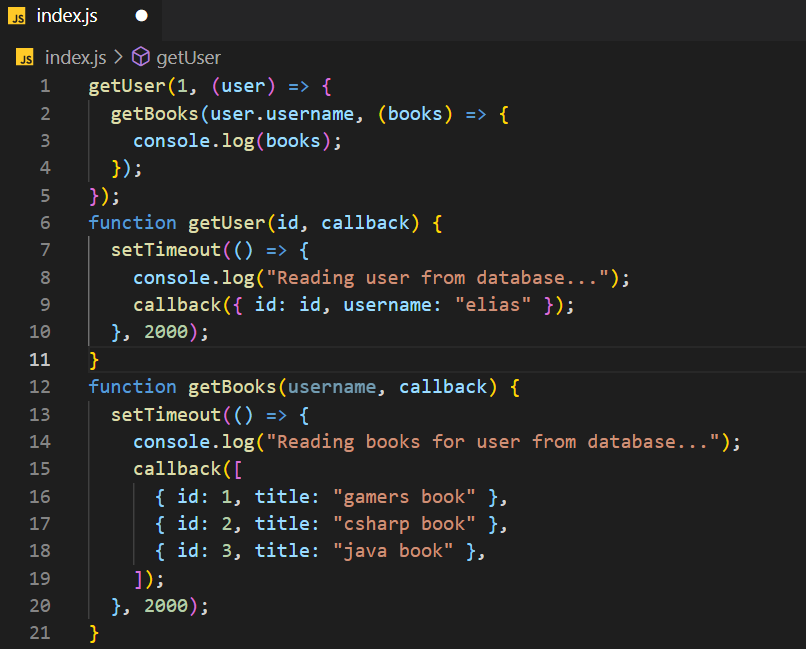 JS index.js
JS index.js > getUser
1 getUser(1, (user) => {
2   getBooks(user.username, (books) => {
3     console.log(books);
4   });
5 });
6 function getUser(id, callback) {
7   setTimeout(() => {
8     console.log("Reading user from database...");
9     callback({ id: id, username: "elias" });
10   }, 2000);
11 }
12 function getBooks(username, callback) {
13   setTimeout(() => {
14     console.log("Reading books for user from database...");
15     callback([
16       { id: 1, title: "gamers book" },
17       { id: 2, title: "csharp book" },
18       { id: 3, title: "java book" },
19     ]);
20   }, 2000);
21 }